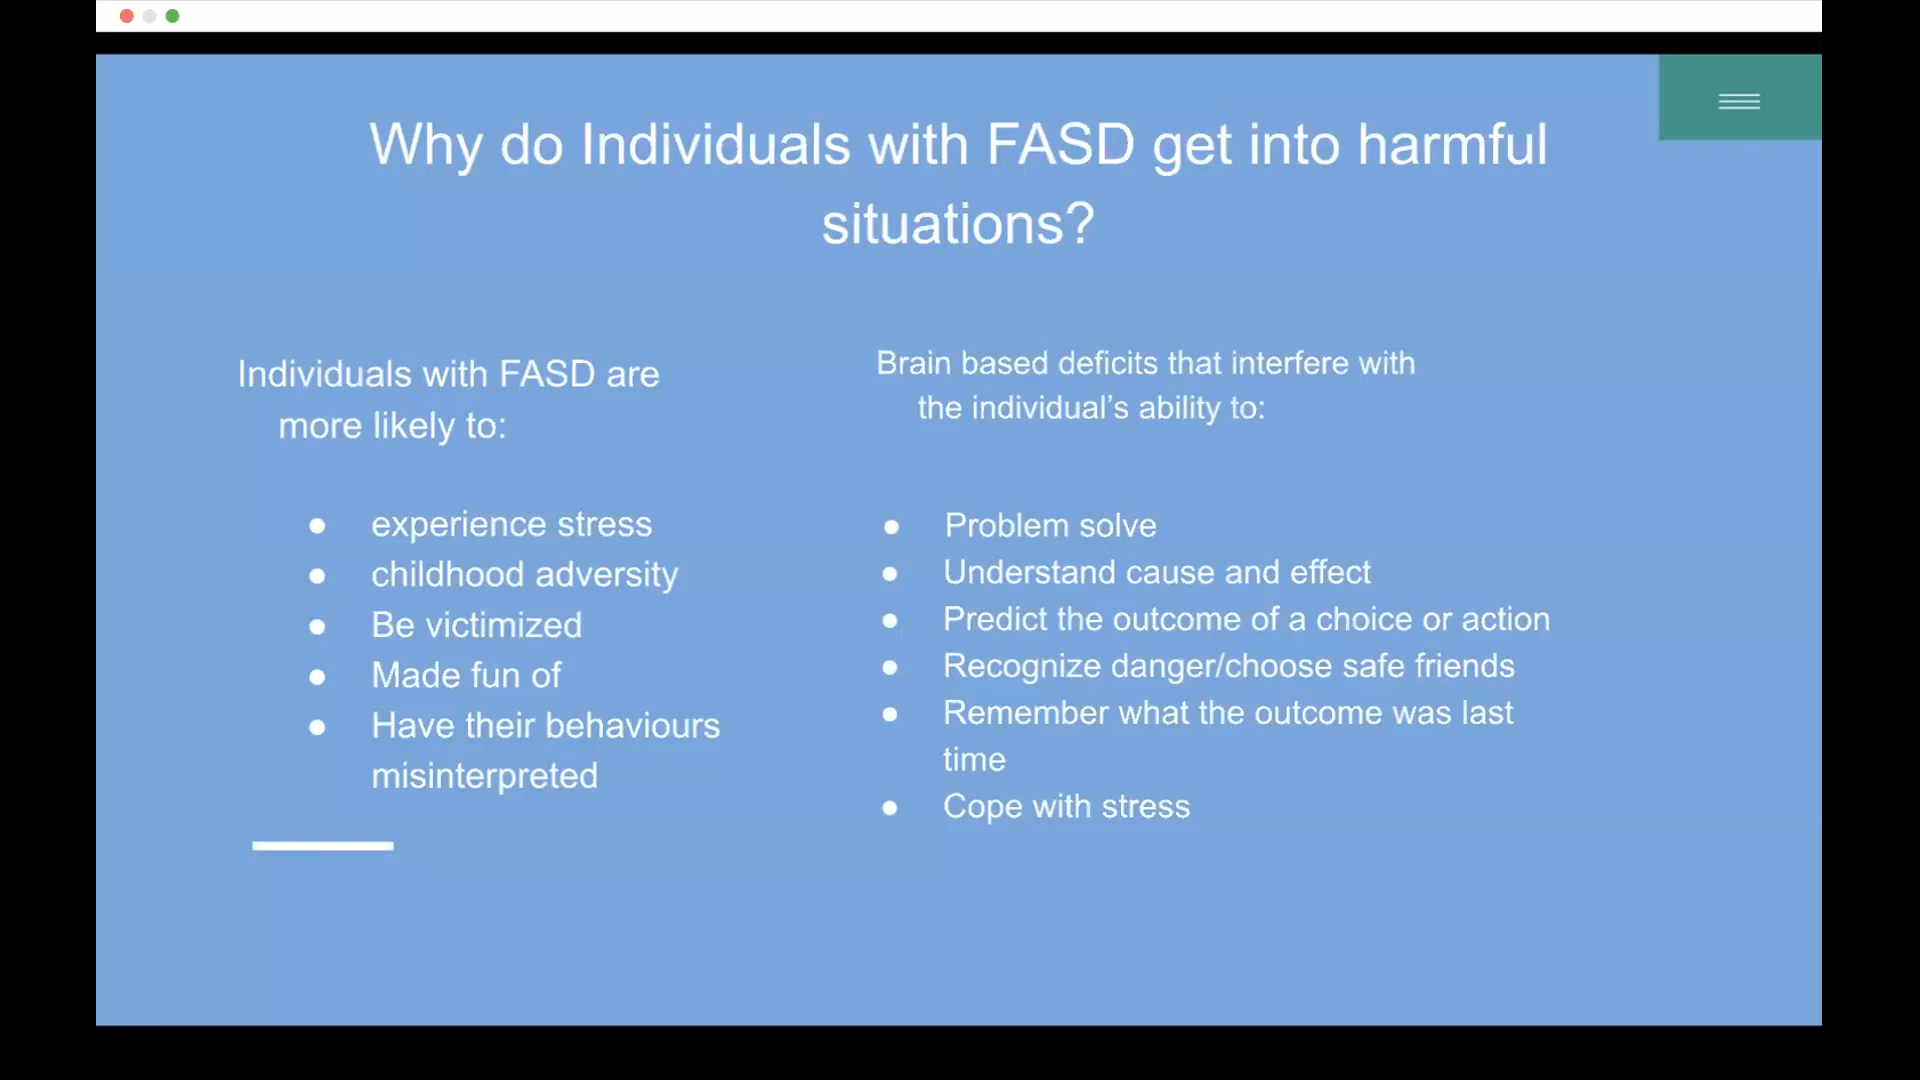 Why do Individuals with FASD get into harmful
situations?
Individuals with FASD are
more likely to:
● experience stress
● childhood adversity
● Be victimized
● Made fun of
● Have their behaviours
misinterpreted
Brain based deficits that interfere with
the individual’s ability to:
● Problem solve
● Understand cause and effect
● Predict the outcome of a choice or action
● Recognize danger/choose safe friends
● Remember what the outcome was last
time
● Cope with stress